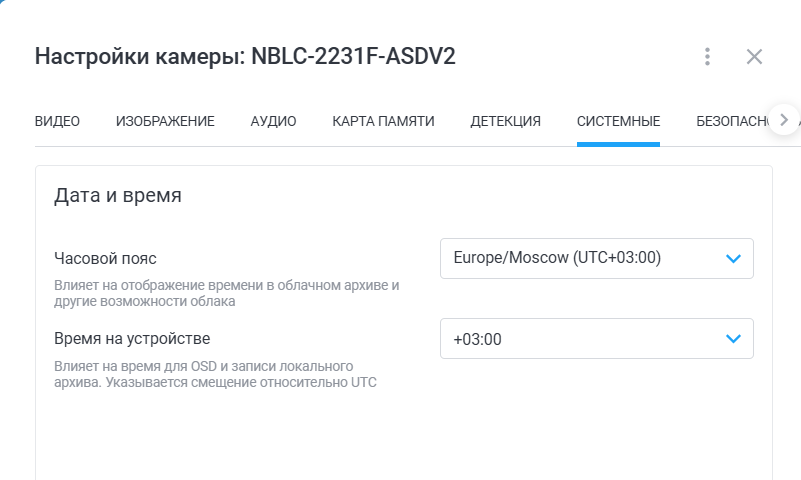 Настройки камеры: NBLC-2231F-ASDV2
ВИДЕО ИЗОБРАЖЕНИЕ АУДИО КАРТА ПАМЯТИ ДЕТЕКЦИЯ СИСТЕМНЫЕ БЕЗОПАСН
Дата и время
Часовой пояс
Europe/Moscow (UTC+03:00)
Влияет на отображение времени в облачном архиве и
другие возможности облака
Время на устройстве
+03:00
Влияет на время для OSD и записи локального
архива. Указывается смещение относительно UTC